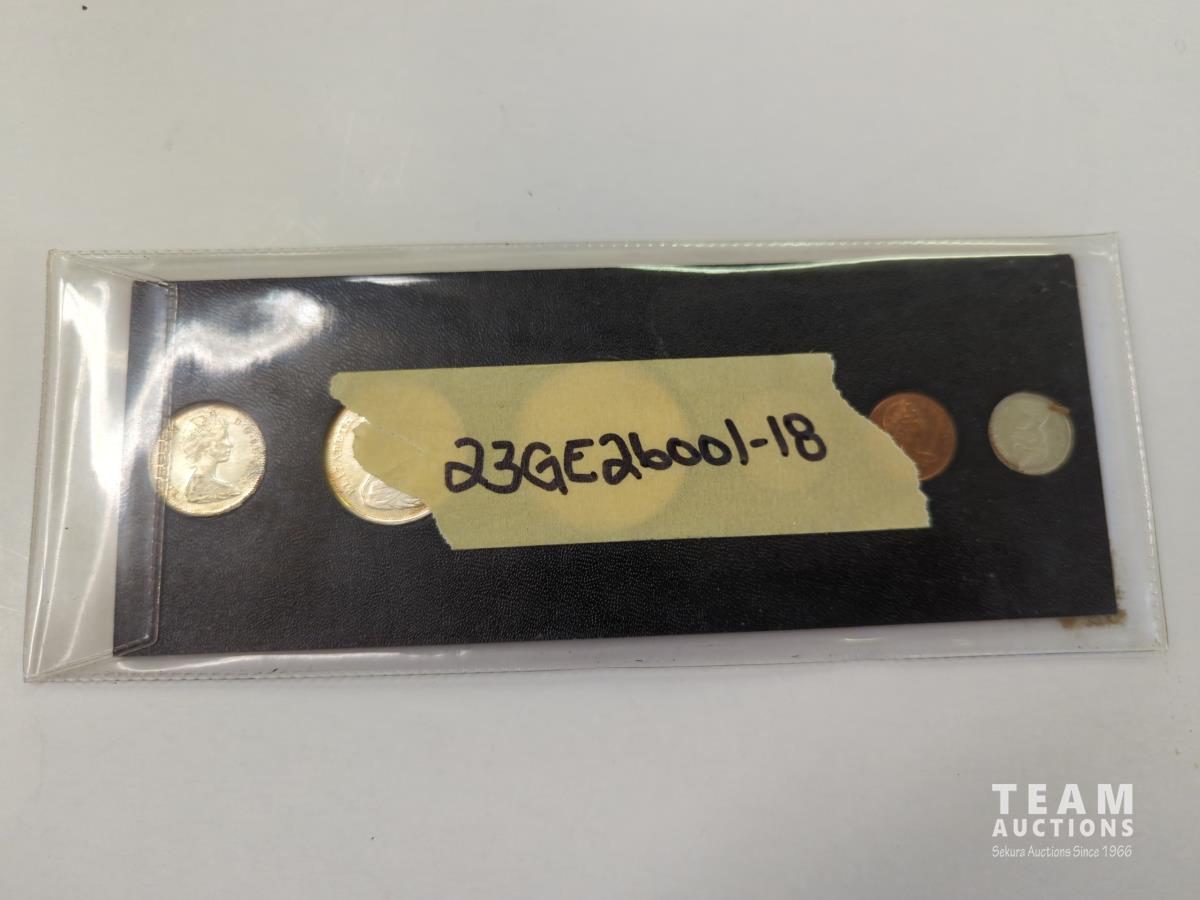 23GE26001-18
TEAM
AUCTIONS
Sekura Auctions Since 1966